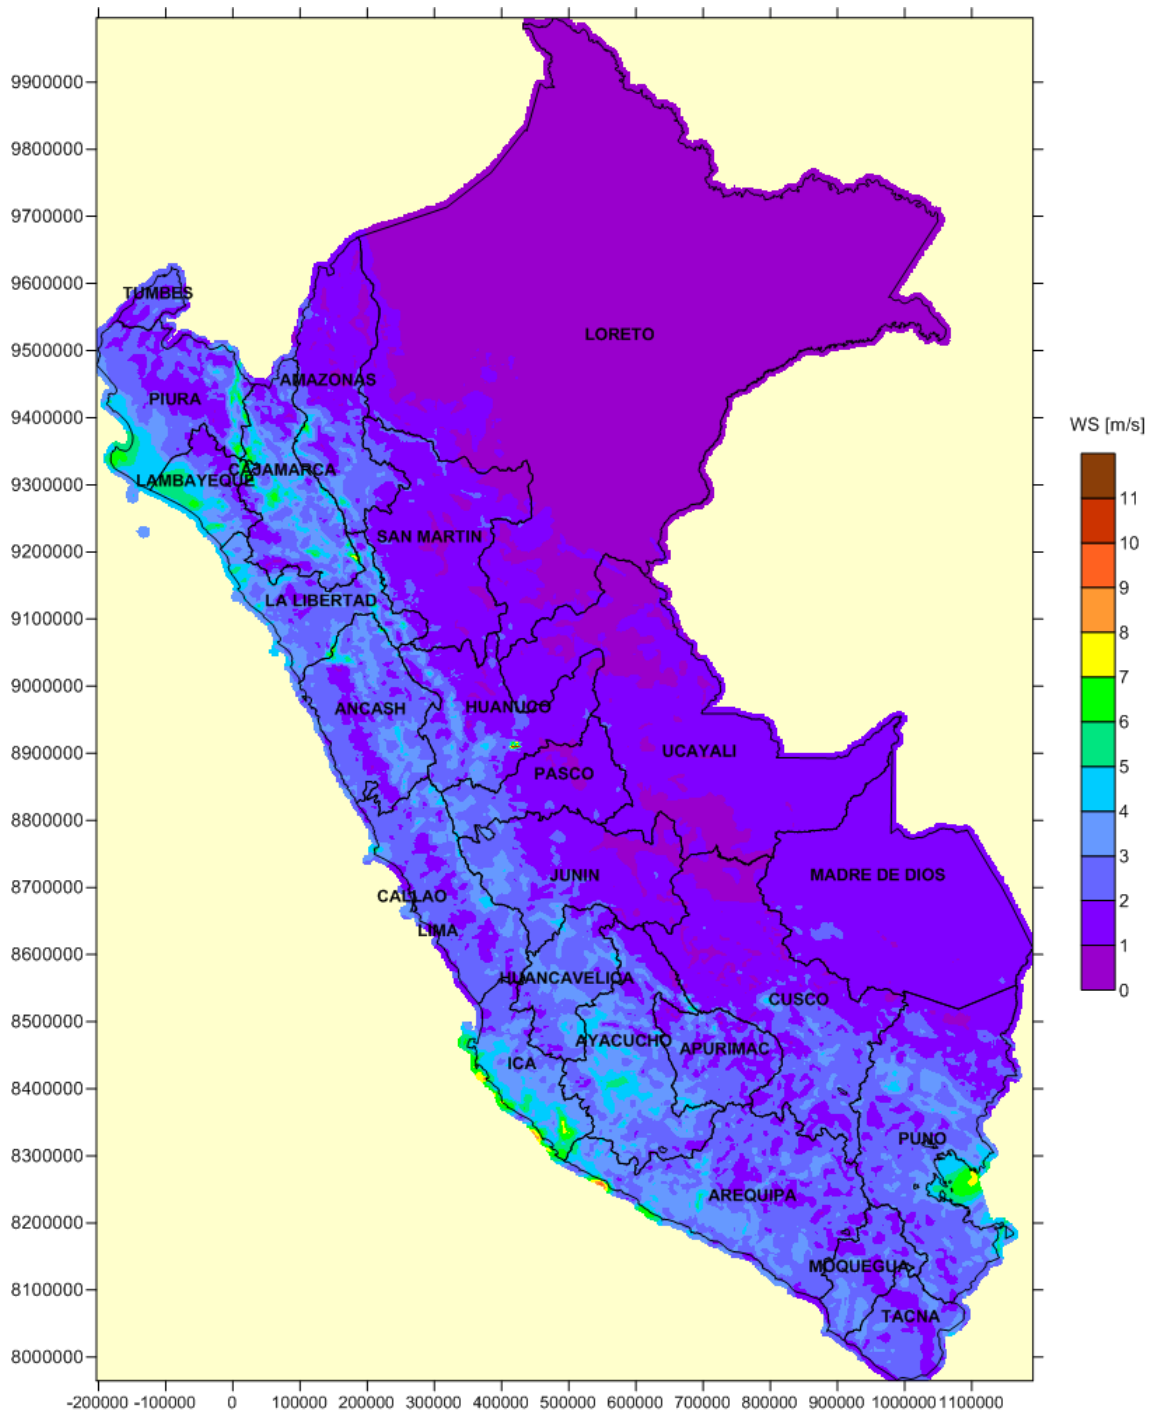 9900000
9800000
9700000
9600000
TUMBES
9500000
LORETO
AMAZONAS
9400000
PIURA
WS [m/s]
CAJAMARCA
9300000
LAMBAYEQUE
11
SAN MARTIN
10
9200000
9
LA LIBERTAD
9100000
8
9000000
7
ANCASH
HUANUCO
6
8900000
UCAYALI
PASCO
5
8800000
4
3
JUNIN
MADRE DE DIOS
8700000
CALLAO
2
LIMA
1
8600000
HUANCAVELICA
0
CUSCO
8500000
AYACUCHO
APURIMAC
ICA
8400000
PUNO
8300000
AREQUIPA
8200000
MOQUEGUA
8100000
TACNA
8000000
-200000 -100000 0 100000 200000 300000 400000 500000 600000 700000 800000 900000 1000000 1100000